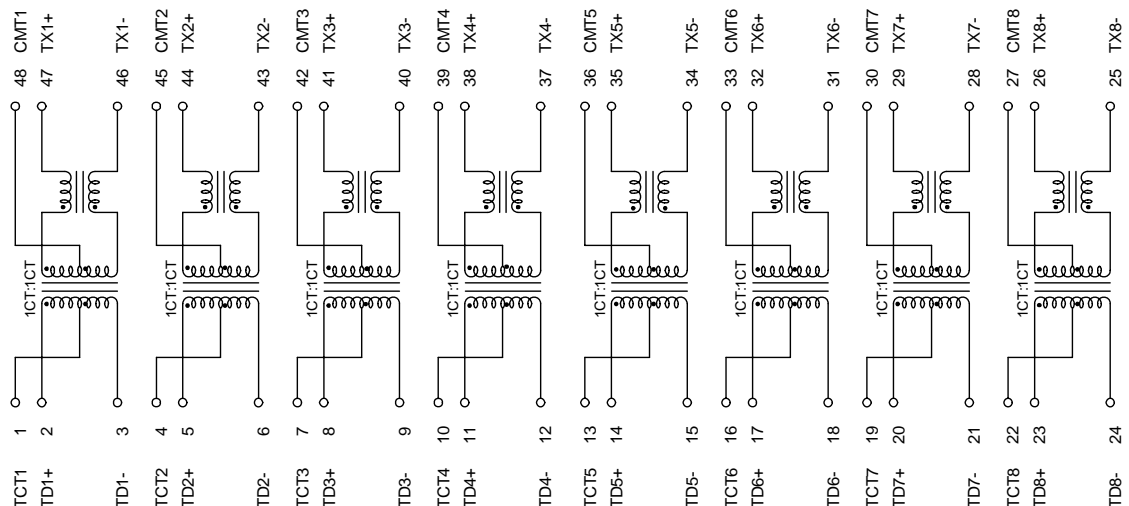 CMT1 TX1+ TX1- CMT2 TX2+ TX2- CMT3 TX3+ TX3- CMT4 TX4+ TX4- CMT5 TX5+ TX5- CMT6 TX6+ TX6- CMT7 TX7+ TX7- CMT8 TX8+ TX8-
48 47 46 45 44 43 42 41 40 39 38 37 36 35 34 33 32 31 30 29 28 27 26 25
1CT:1CT 1CT:1CT 1CT:1CT 1CT:1CT 1CT:1CT 1CT:1CT 1CT:1CT 1CT:1CT
1 2 3 4 5 6 7 8 9 10 11 12 13 14 15 16 17 18 19 20 21 22 23 24
TCT1 TD1+ TD1- TCT2 TD2+ TD2- TCT3 TD3+ TD3- TCT4 TD4+ TD4- TCT5 TD5+ TD5- TCT6 TD6+ TD6- TCT7 TD7+ TD7- TCT8 TD8+ TD8-